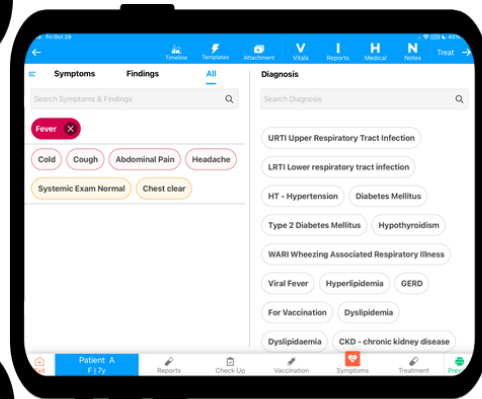 Fri Oct 29
43%
Timeline Templates Attachment V Vitals I Reports H Medical N Notes Treat
Symptoms Findings All Diagnosis
Search Symptoms & Findings Search Diagnosis
Fever
Cold Cough Abdominal Pain Headache
Systemic Exam Normal Chest clear
URTI Upper Respiratory Tract Infection
LRTI Lower respiratory tract infection
HT - Hypertension Diabetes Mellitus
Type 2 Diabetes Mellitus Hypothyroidism
WARI Wheezing Associated Respiratory Illness
Viral Fever Hyperlipidemia GERD
For Vaccination Dyslipidemia
Dyslipidaemia CKD - chronic kidney disease
Patient A
F | 7y
Exit Reports Check Up Vaccination Symptoms Treatment